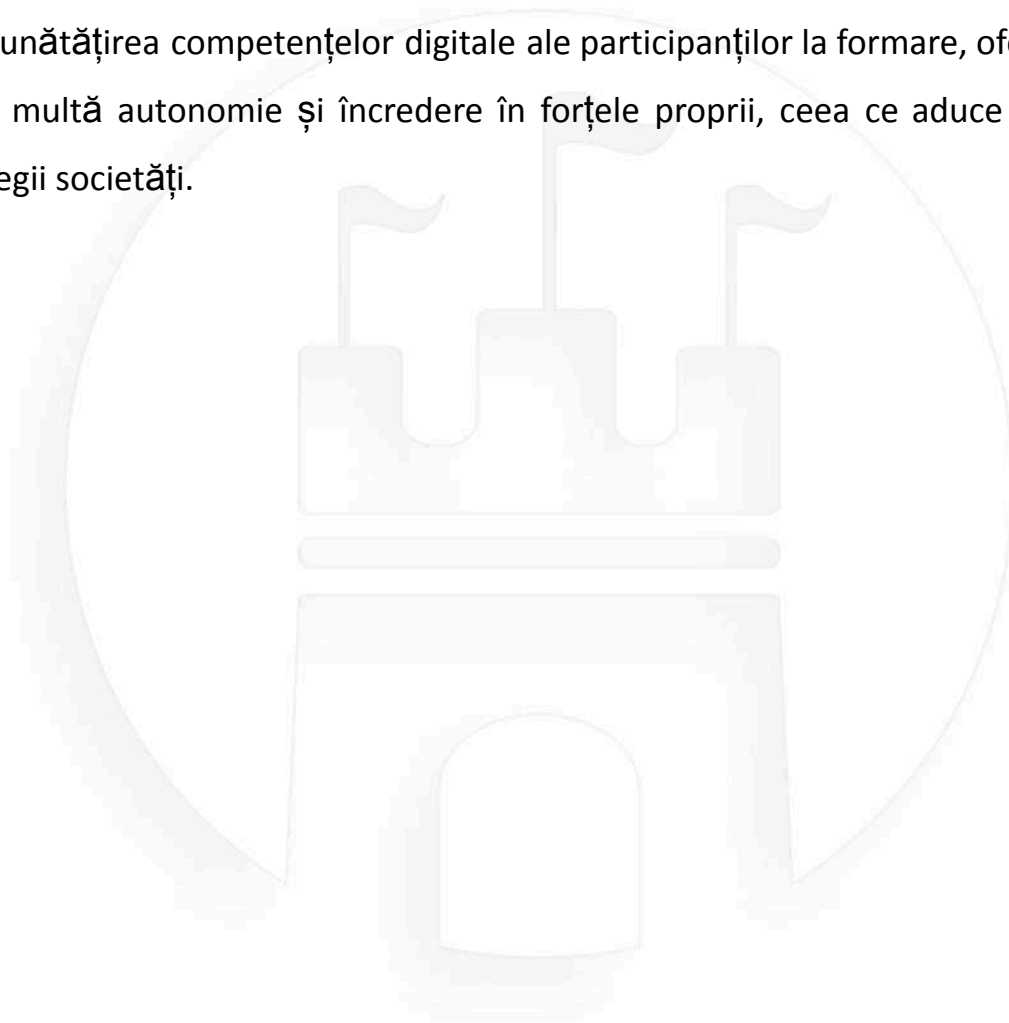 unătățirea competențelor digitale ale participanților la formare, of
multă autonomie și încredere în forțele proprii, ceea ce aduce
egii societăți.